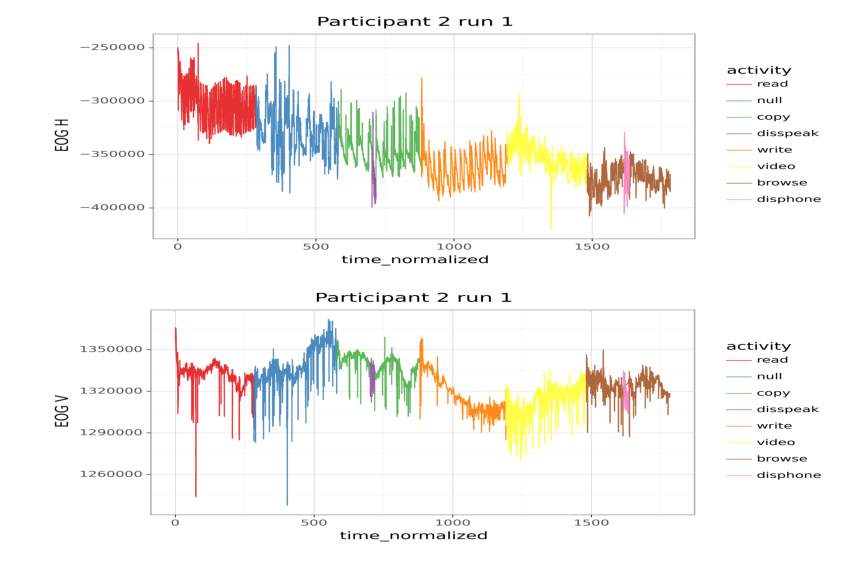 Participant 2 run 1
EOG H
−250000
−300000
−350000
−400000
0 500 1000 1500
time_normalized
activity
read
null
copy
disspeak
write
video
browse
disphone
Participant 2 run 1
EOG V
1350000
1320000
1290000
1260000
0 500 1000 1500
time_normalized
activity
read
null
copy
disspeak
write
video
browse
disphone